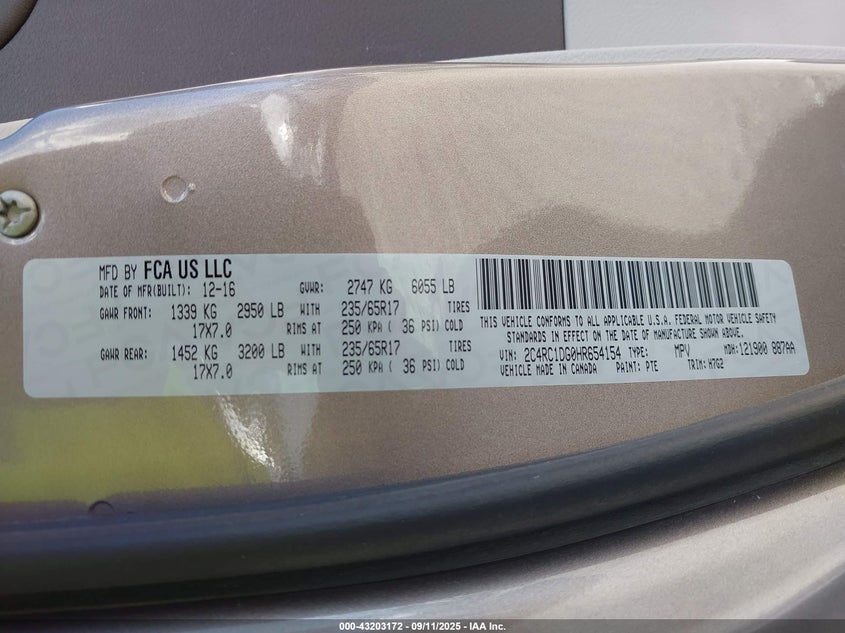 MFD BY FCA US LLC
DATE OF MFR(BUILT): 12-16 GVWR: 2747 KG 6055 LB
GAWR FRONT: 1339 KG 2950 LB WITH 235/65R17 TIRES
17X7.0 RIMS AT 250 KPA ( 36 PSI) COLD
GAWR REAR: 1452 KG 3200 LB WITH 235/65R17 TIRES
17X7.0 RIMS AT 250 KPA ( 36 PSI) COLD
THIS VEHICLE CONFORMS TO ALL APPLICABLE U.S.A. FEDERAL MOTOR VEHICLE SAFETY
STANDARDS IN EFFECT ON THE DATE OF MANUFACTURE SHOWN ABOVE.
VIN: 2C4RC1DG0HR654154 TYPE: MPV MDH: 121900 887AA
VEHICLE MADE IN CANADA PAINT: PTE TRIM: H7G2
000-43203172 - 09/11/2025 - IAA Inc.